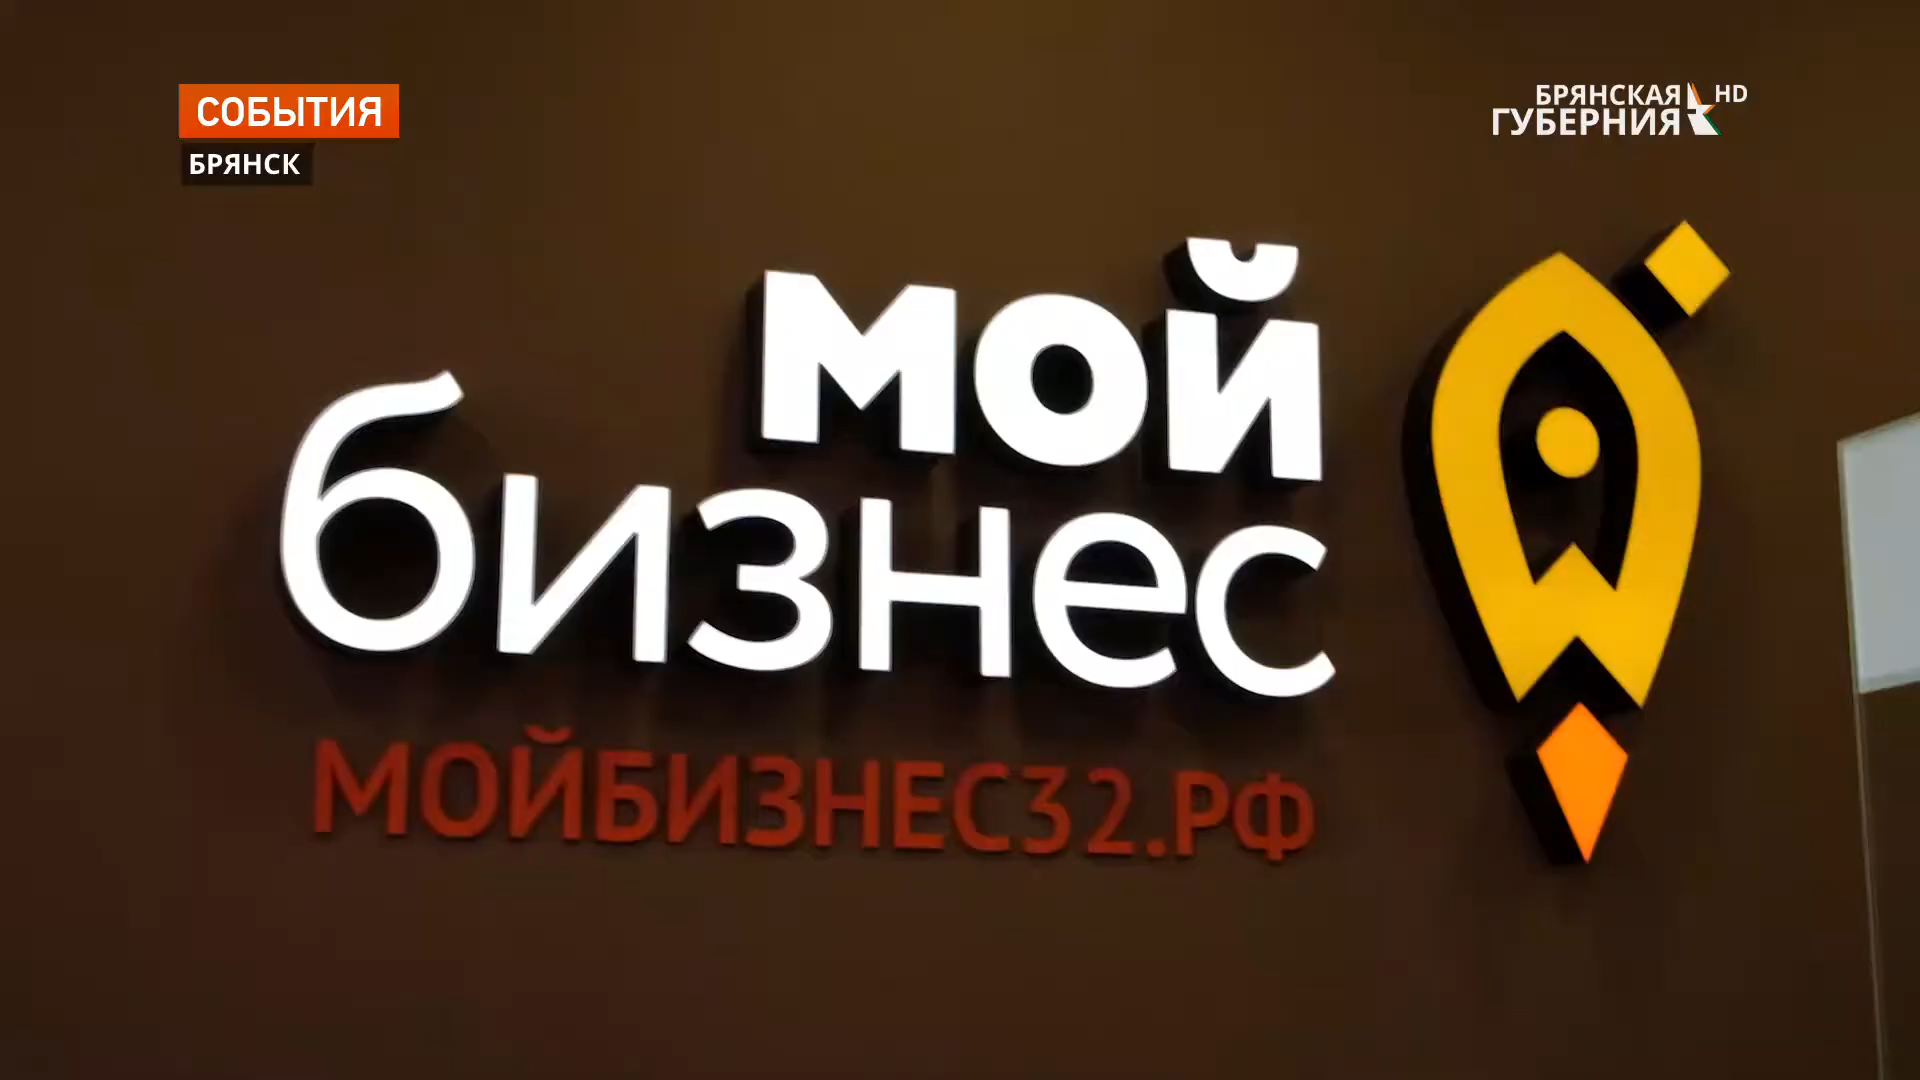 СОБЫТИЯ
БРЯНСК
БРЯНСКАЯ HD
ГУБЕРНИЯ
мой
бизнес
МОЙБИЗНЕС32.РФ